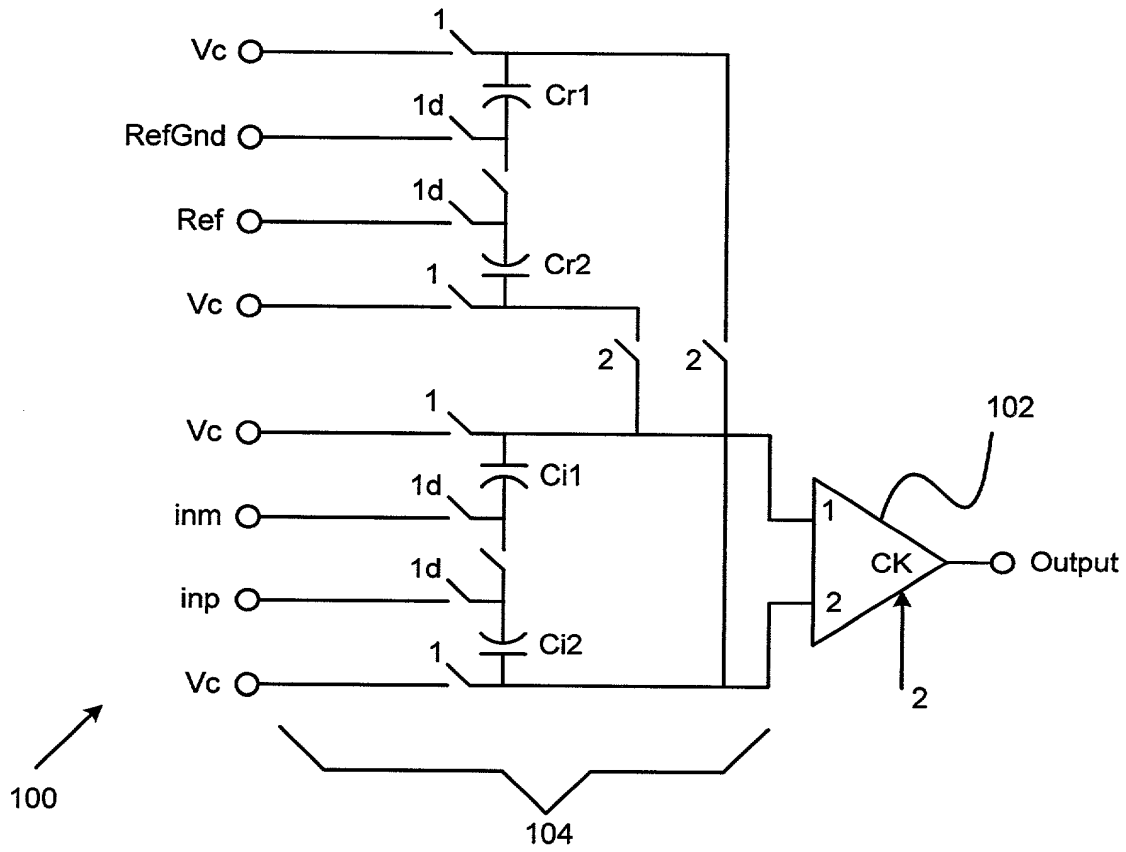 1
Vc
Cr1
1d
RefGnd
1d
Ref
Cr2
1
Vc
2
2
1
Vc
102
Ci1
1d
inm
1
1d
CK
Output
inp
2
Ci2
1
Vc
2
100
104